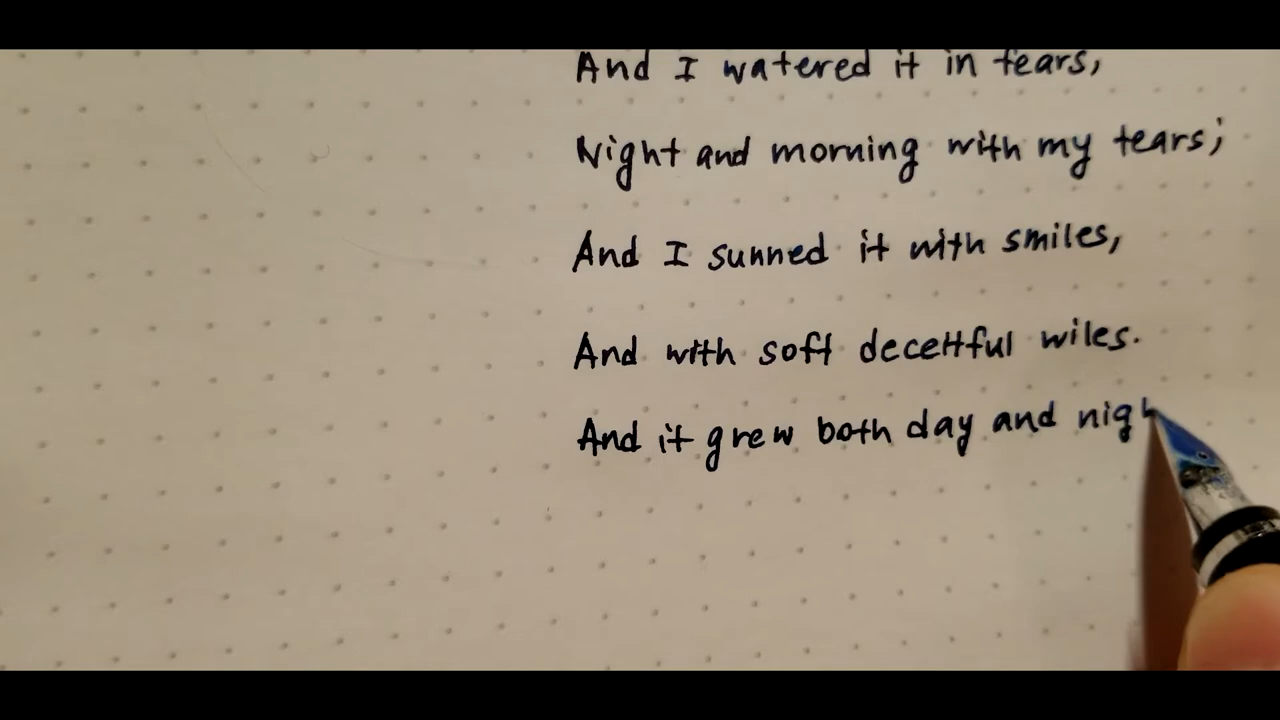 And I watered it in tears,
Night and morning with my tears;
And I sunned it with smiles,
And with soft deceitful wiles.
And it grew both day and nigh